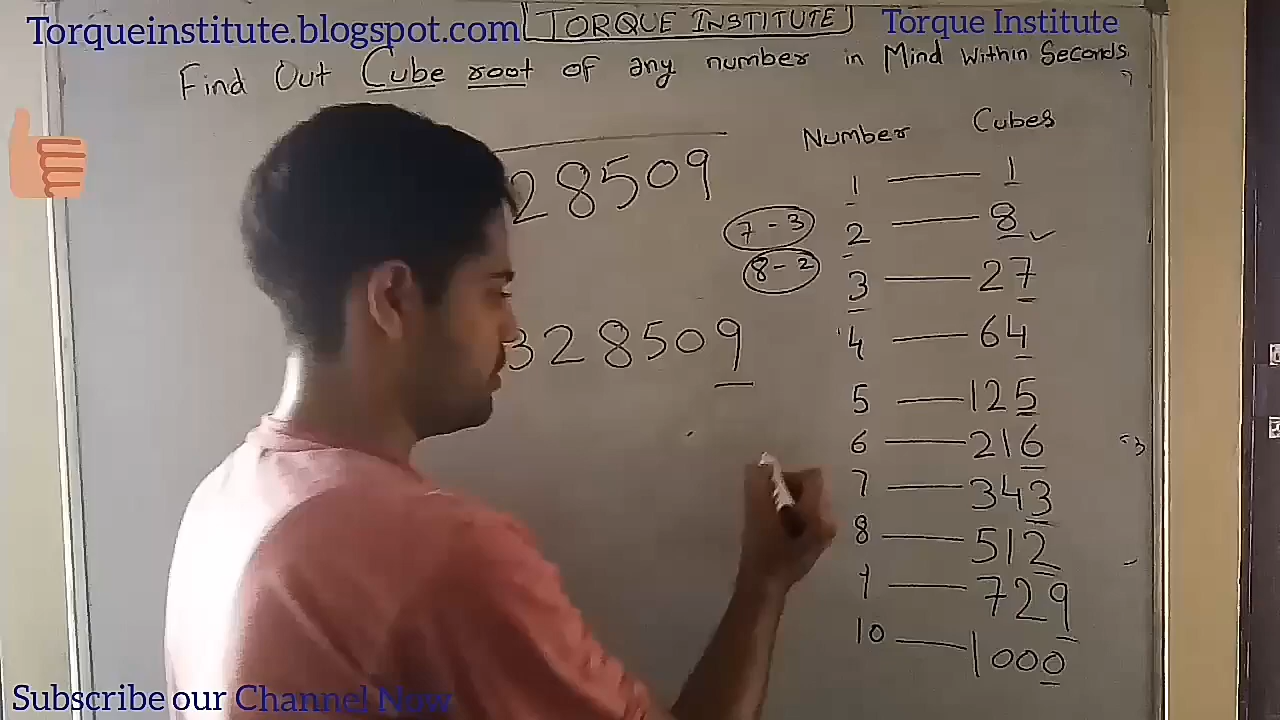 Torqueinstitute.blogspot.com TORQUE INSTITUTE Torque Institute
Find Out Cube root of any number in Mind Within Seconds
Number Cubes
28509
1 — 1
7 - 3
2 — 8
8 - 2
3 — 27
328509
4 — 64
5 — 125
6 — 216
7 — 343
8 — 512
9 — 729
10 — 1000
Subscribe our Channel Now